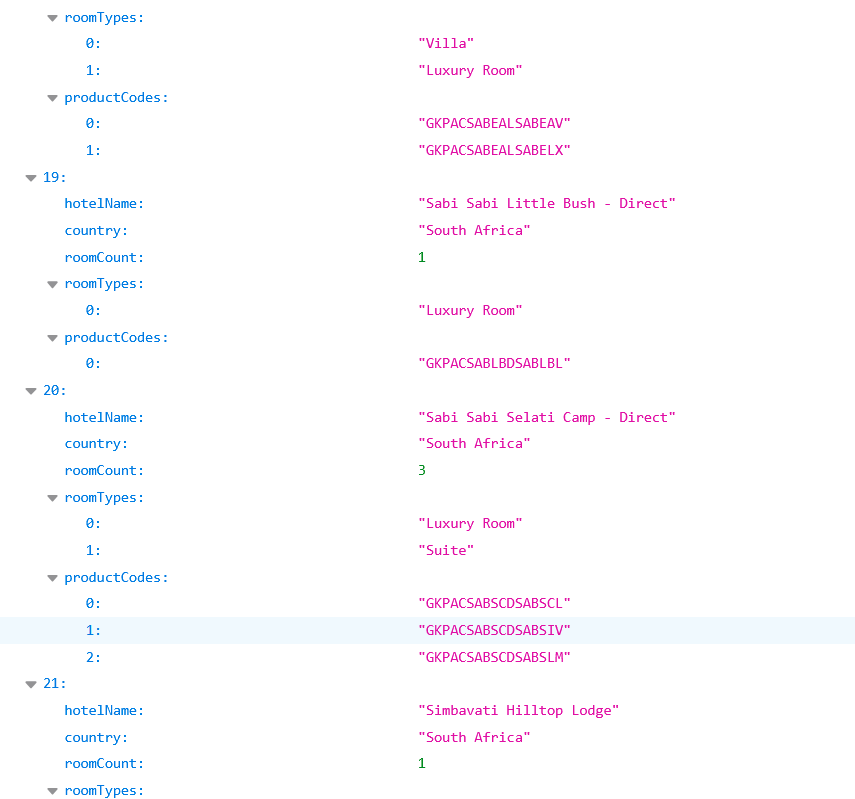 roomTypes:
0: "Villa"
1: "Luxury Room"
productCodes:
0: "GKPACSABEALSABEAV"
1: "GKPACSABEALSABELX"
19:
hotelName: "Sabi Sabi Little Bush - Direct"
country: "South Africa"
roomCount: 1
roomTypes:
0: "Luxury Room"
productCodes:
0: "GKPACSABLBDSABLBL"
20:
hotelName: "Sabi Sabi Selati Camp - Direct"
country: "South Africa"
roomCount: 3
roomTypes:
0: "Luxury Room"
1: "Suite"
productCodes:
0: "GKPACSABSCDSABSCL"
1: "GKPACSABSCDSABSIV"
2: "GKPACSABSCDSABSLM"
21:
hotelName: "Simbavati Hilltop Lodge"
country: "South Africa"
roomCount: 1
roomTypes: